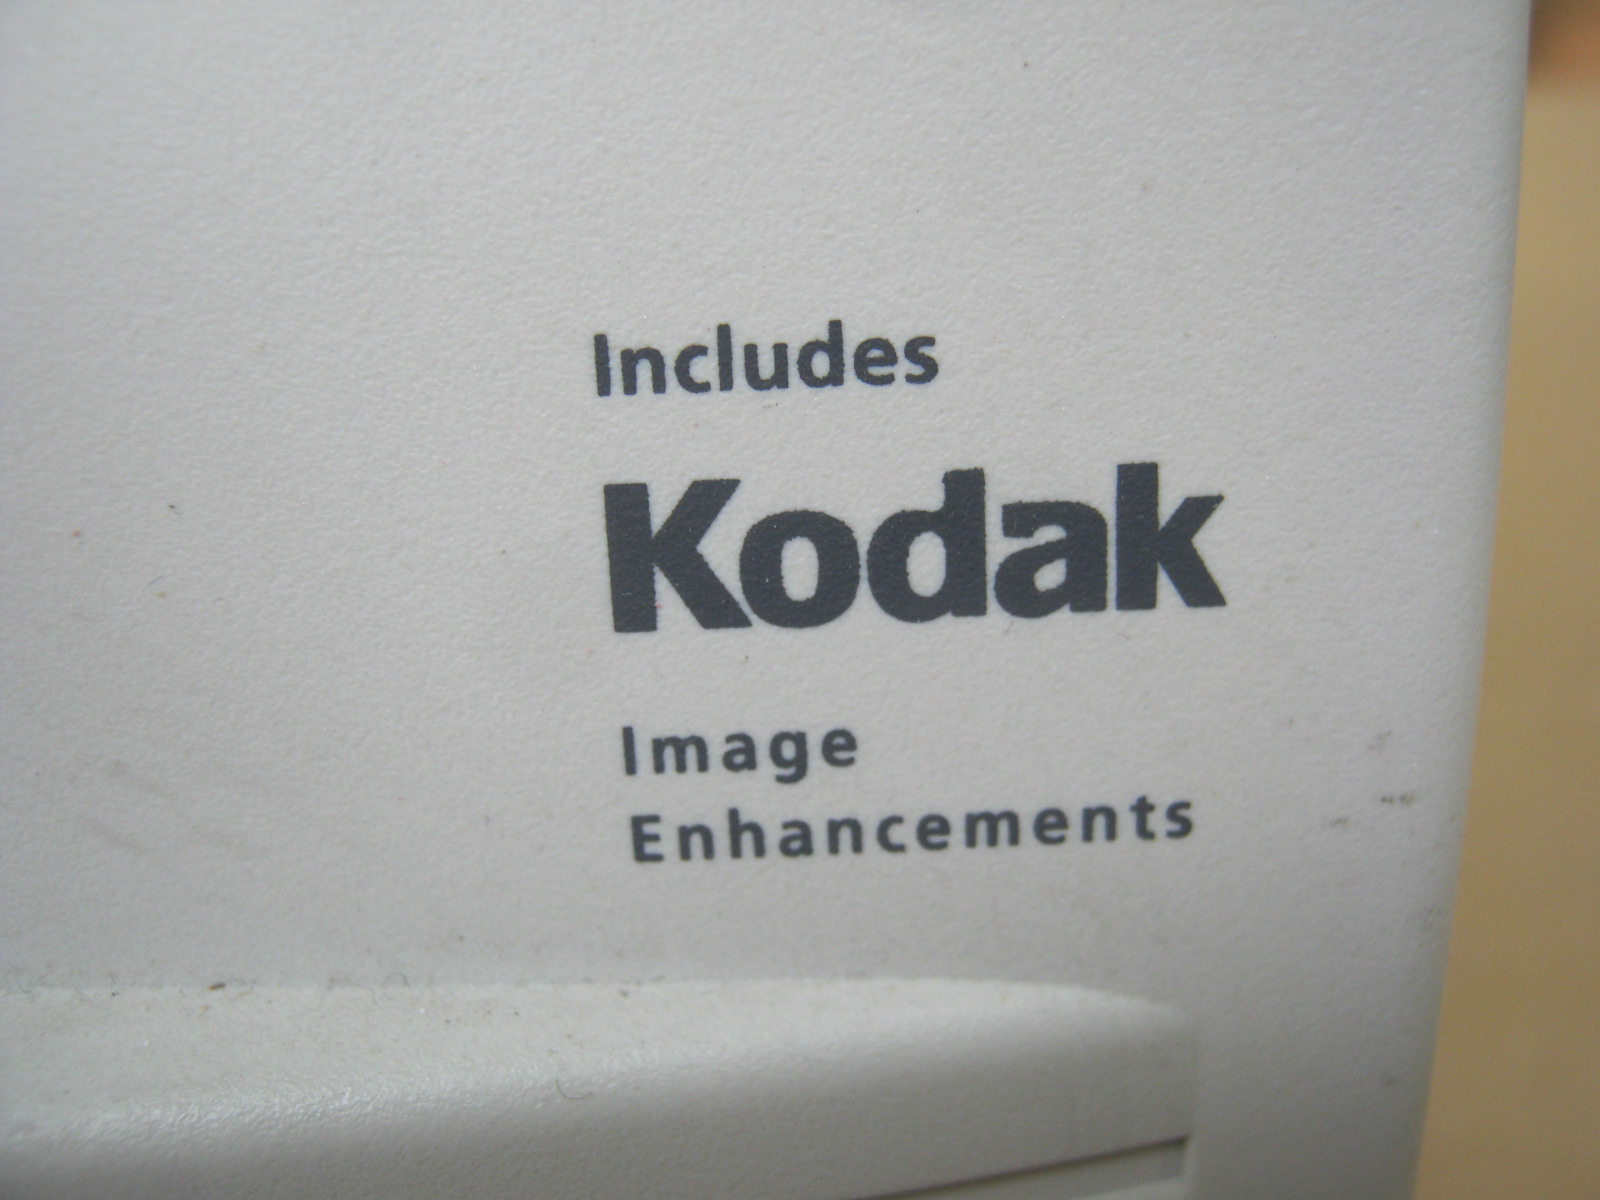 Includes
Kodak
Image
Enhancements